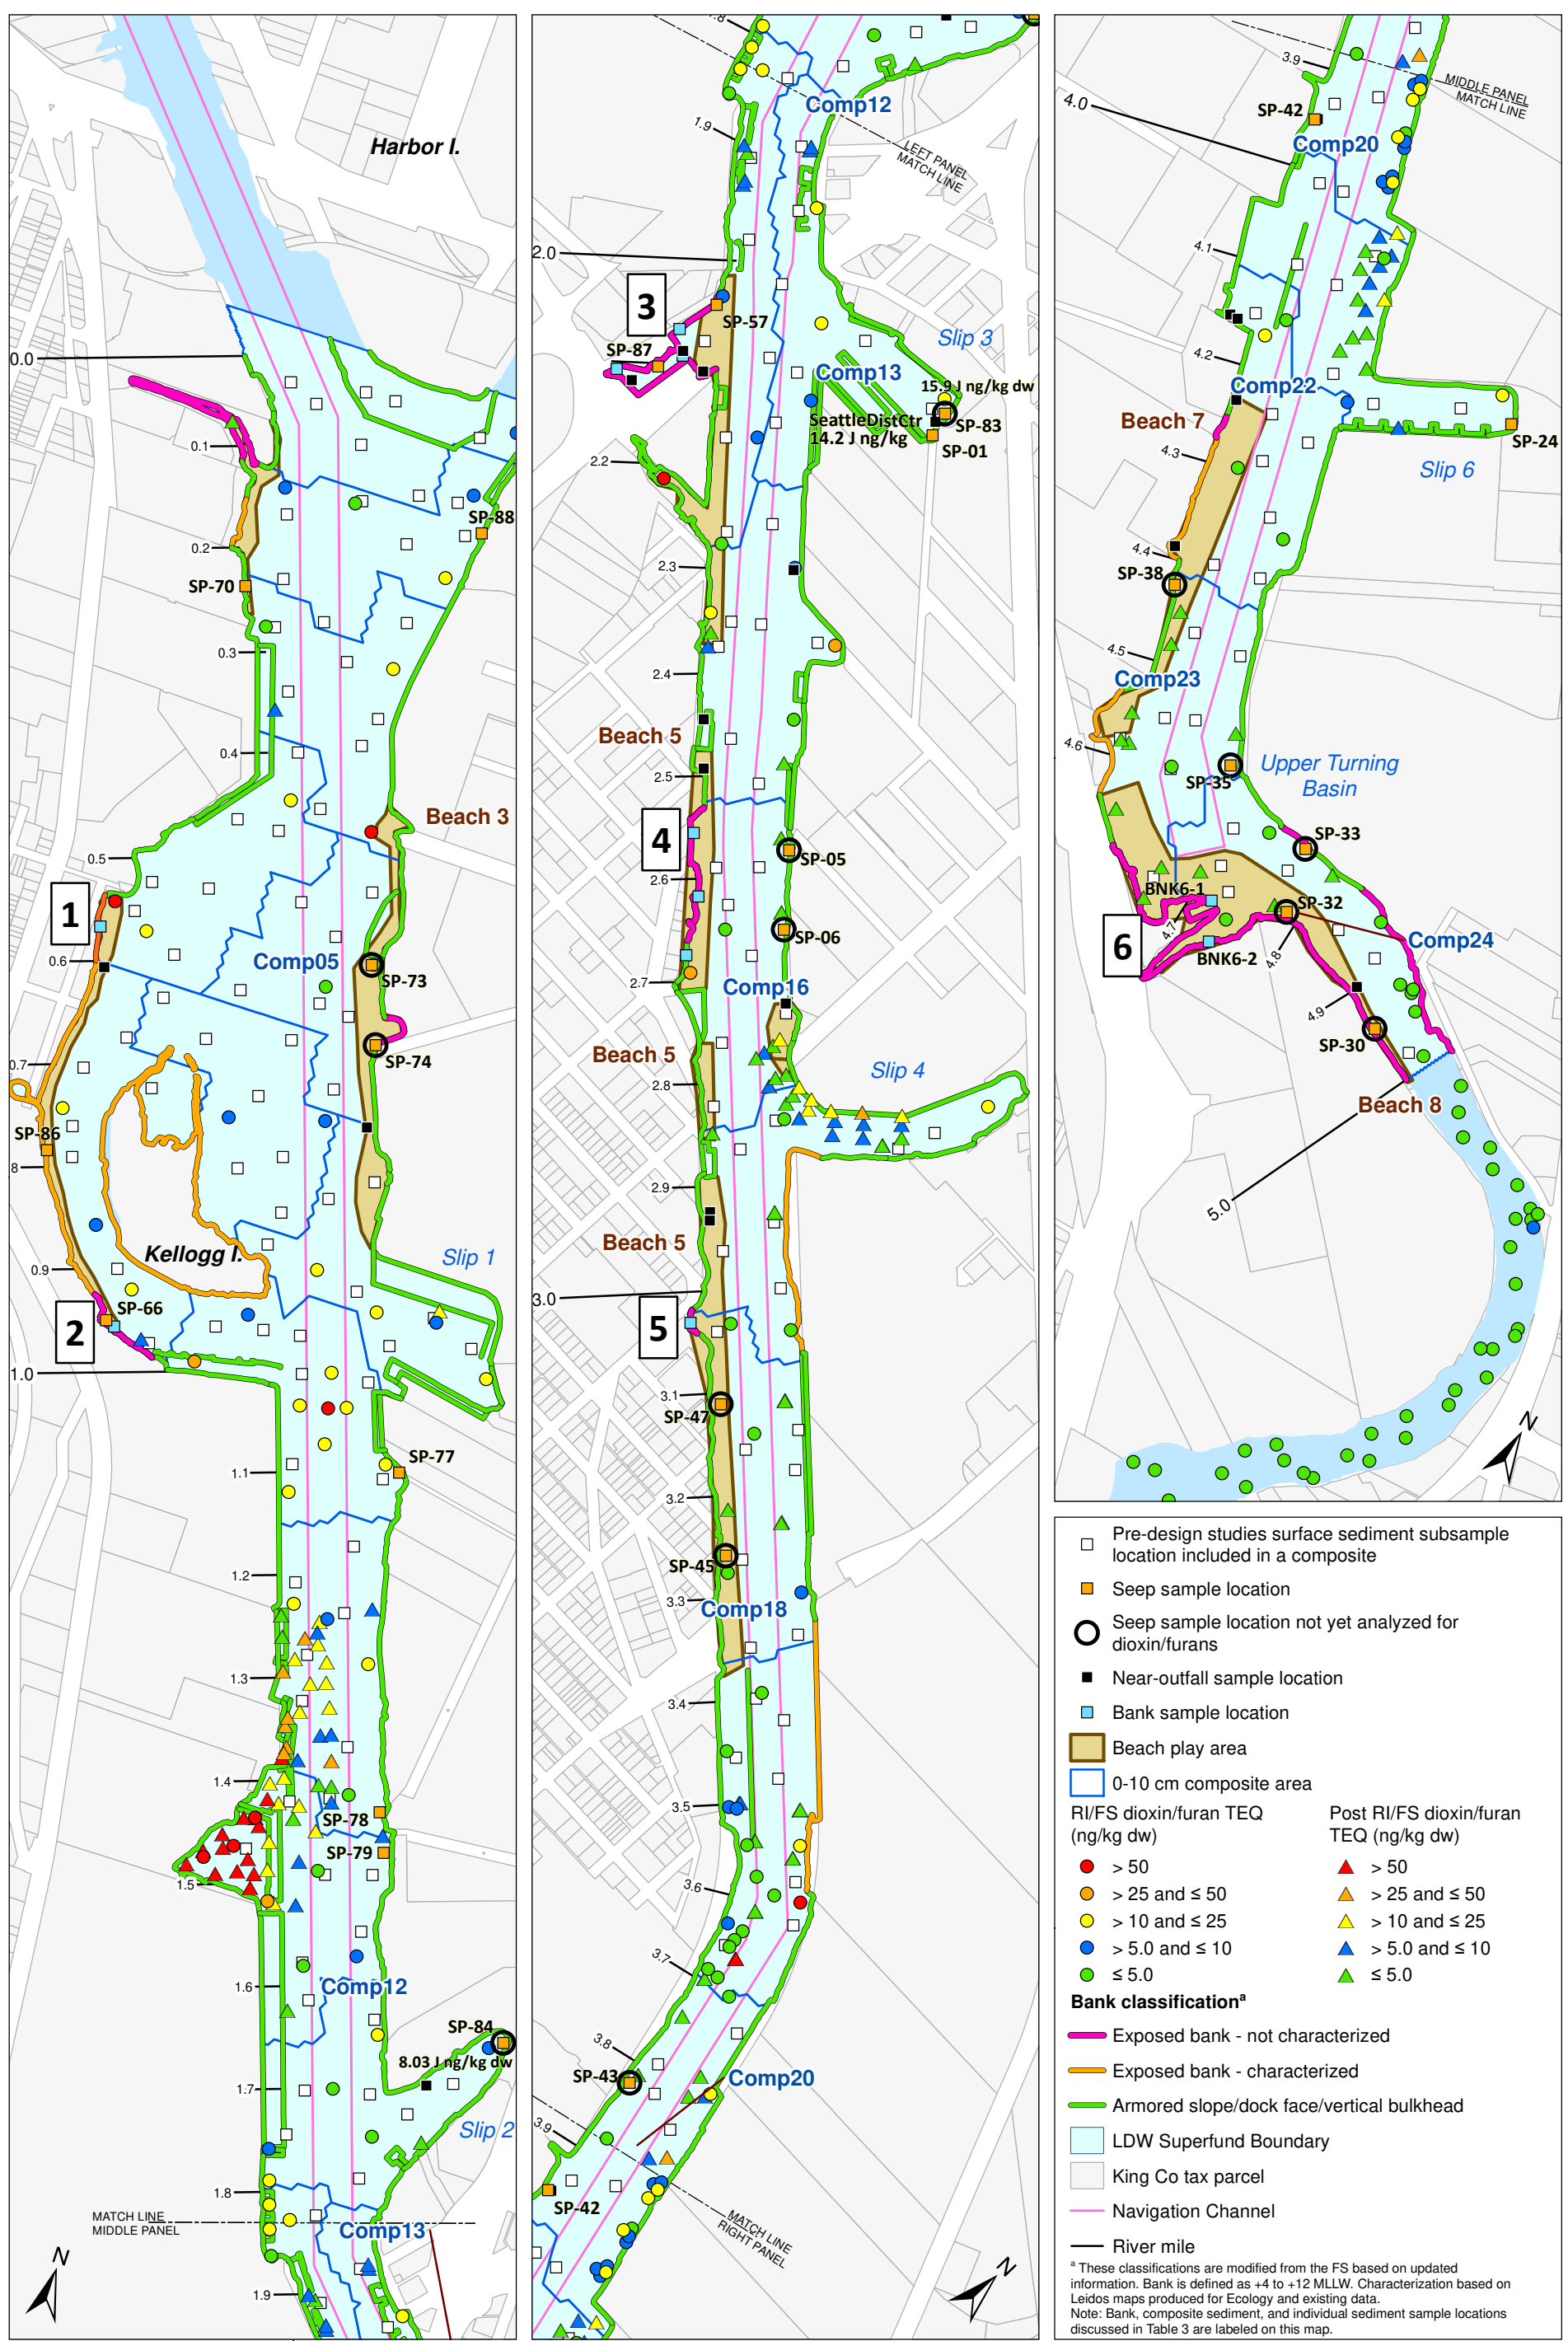 Harbor I.
0.0
0.1
SP-88
0.2
SP-70
0.3
0.4
Beach 3
0.5
1
0.6
Comp05
SP-73
0.7
SP-74
SP-86
8
Kellogg I.
Slip 1
0.9
SP-66
2
1.0
SP-77
1.1
1.2
1.3
1.4
SP-78
SP-79
1.5
1.6
Comp12
SP-84
8.03 J ng/kg dw
1.7
Slip 2
1.8
MATCH LINE
MIDDLE PANEL
Comp13
N
1.9
1.8
Comp12
1.9
LEFT PANEL
MATCH LINE
2.0
3
SP-57
Slip 3
SP-87
Comp13
15.9 J ng/kg dw
SeattleDistCtr
14.2 J ng/kg
SP-83
SP-01
2.2
2.3
2.4
Beach 5
2.5
4
SP-05
2.6
SP-06
2.7
Comp16
Beach 5
Slip 4
2.8
2.9
Beach 5
3.0
5
3.1
SP-47
3.2
SP-45
3.3
Comp18
3.4
3.5
3.6
3.7
3.8
SP-43
Comp20
3.9
SP-42
MATCH LINE
RIGHT PANEL
N
3.9
MIDDLE PANEL
MATCH LINE
4.0
SP-42
Comp20
4.1
4.2
Comp22
Beach 7
SP-24
4.3
Slip 6
4.4
SP-38
4.5
Comp23
4.6
Upper Turning
Basin
SP-35
SP-33
BNK6-1
SP-32
4.7
6
Comp24
BNK6-2
4.8
4.9
SP-30
Beach 8
5.0
N
Pre-design studies surface sediment subsample
location included in a composite
Seep sample location
Seep sample location not yet analyzed for
dioxin/furans
Near-outfall sample location
Bank sample location
Beach play area
0-10 cm composite area
RI/FS dioxin/furan TEQ
(ng/kg dw)
> 50
> 25 and ≤ 50
> 10 and ≤ 25
> 5.0 and ≤ 10
≤ 5.0
Post RI/FS dioxin/furan
TEQ (ng/kg dw)
> 50
> 25 and ≤ 50
> 10 and ≤ 25
> 5.0 and ≤ 10
≤ 5.0
Bank classificationª
Exposed bank - not characterized
Exposed bank - characterized
Armored slope/dock face/vertical bulkhead
LDW Superfund Boundary
King Co tax parcel
Navigation Channel
River mile
ª These classifications are modified from the FS based on updated
information. Bank is defined as +4 to +12 MLLW. Characterization based on
Leidos maps produced for Ecology and existing data.
Note: Bank, composite sediment, and individual sediment sample locations
discussed in Table 3 are labeled on this map.